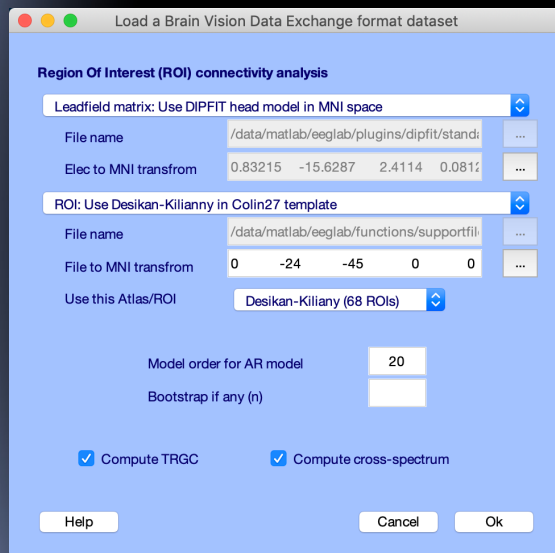 Load a Brain Vision Data Exchange format dataset
Region Of Interest (ROI) connectivity analysis
Leadfield matrix: Use DIPFIT head model in MNI space
File name /data/matlab/eeglab/plugins/dipfit/standa ...
Elec to MNI transfrom 0.83215 -15.6287 2.4114 0.0812 ...
ROI: Use Desikan-Kilianny in Colin27 template
File name /data/matlab/eeglab/functions/supportfil ...
File to MNI transfrom 0 -24 -45 0 0 ...
Use this Atlas/ROI Desikan-Kiliany (68 ROIs)
Model order for AR model 20
Bootstrap if any (n)
Compute TRGC Compute cross-spectrum
Help Cancel Ok